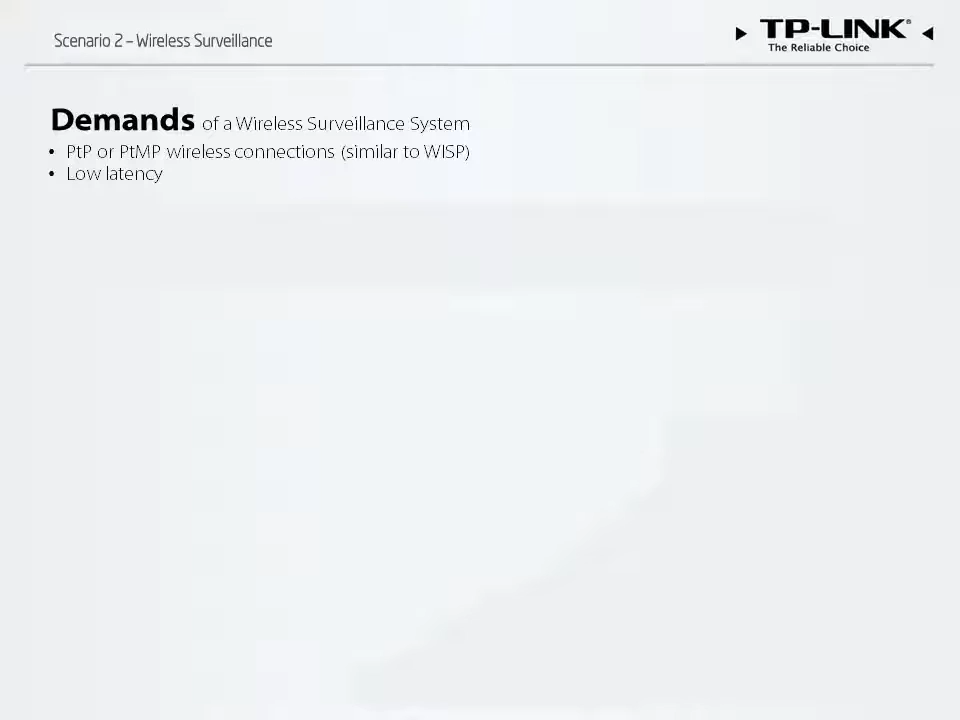 Scenario 2 – Wireless Surveillance
TP-LINK®
The Reliable Choice
Demands of a Wireless Surveillance System
• PtP or PtMP wireless connections (similar to WISP)
• Low latency